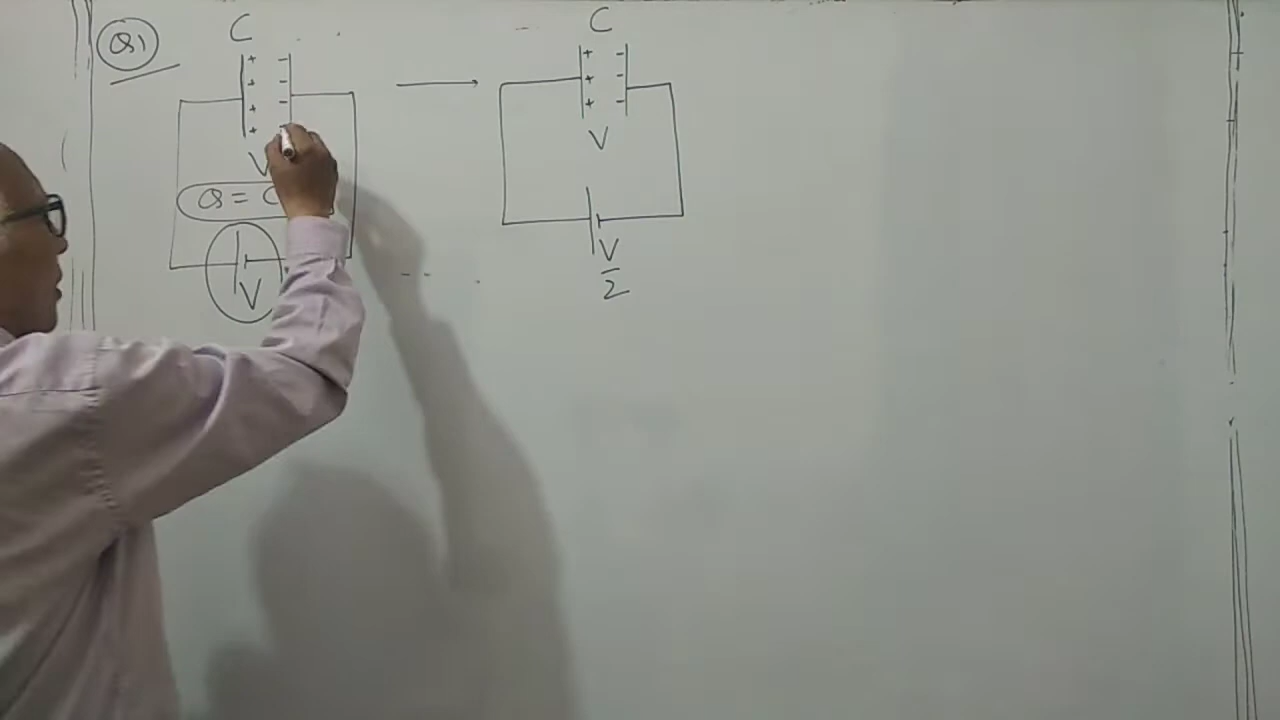 Q1
C
+ -
+ -
+ -
+ -
V
Q = C
V
C
+ -
+ -
+ -
V
V/2